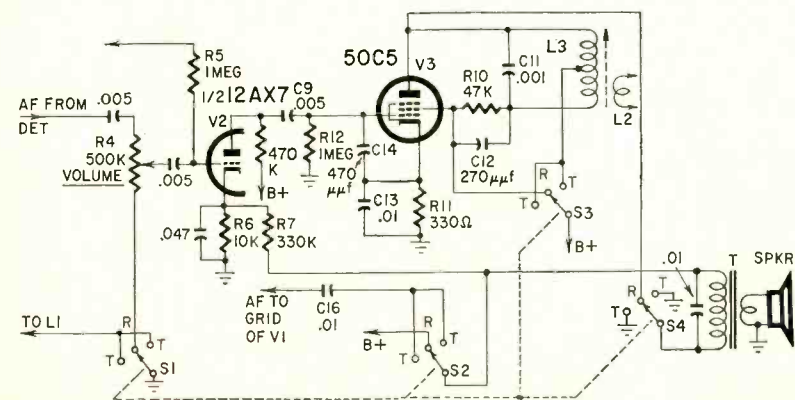 R5
1MEG
50C5
V3
C11
.001
L3
L2
1/2 12AX7
V2
C9
.005
R10
47K
AF FROM
DET
.005
R4
500K
VOLUME
.005
470
K
B+
R12
1MEG
C14
470
µµf
C12
270µµf
C13
.01
R11
330Ω
T
R
T
S3
B+
.047
R6
10K
R7
330K
AF TO
GRID
OF V1
C16
.01
.01
T
SPKR
TO L1
R
T
T
S1
B+
R
T
T
S2
R
T
T
S4